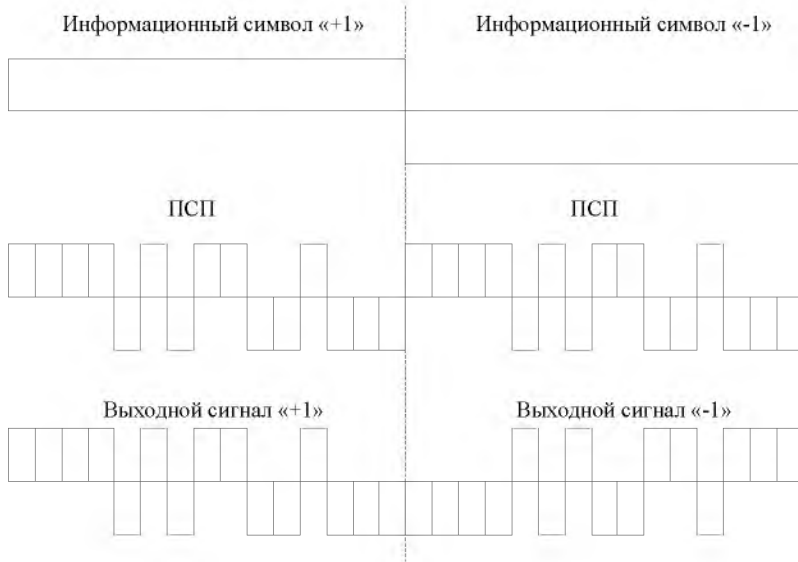 Информационный символ «+1»
Информационный символ «-1»
ПСП
ПСП
Выходной сигнал «+1»
Выходной сигнал «-1»